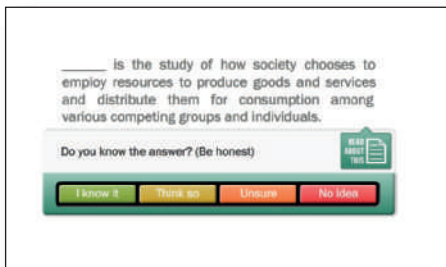 ______ is the study of how society chooses to
employ resources to produce goods and services
and distribute them for consumption among
various competing groups and individuals.
Do you know the answer? (Be honest)
READ
ABOUT
THIS
I know it
Think so
Unsure
No Idea